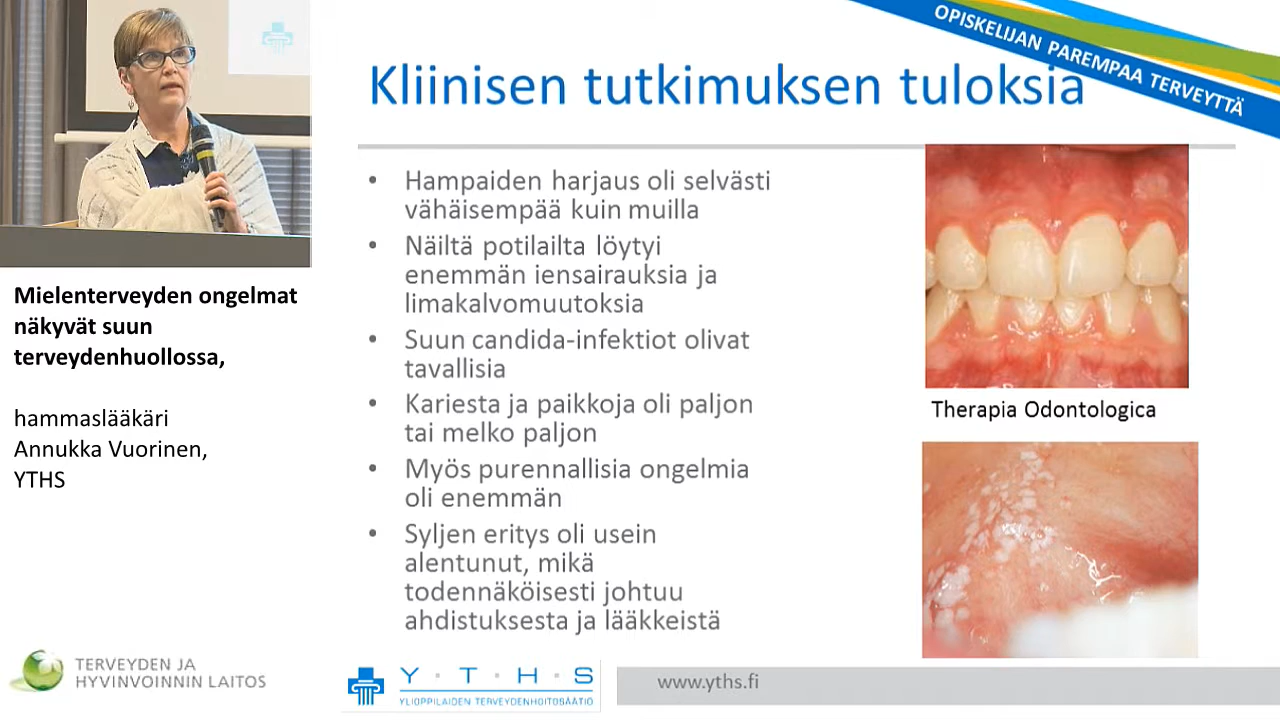 OPISKELIJAN PAREMPAA TERVEYTTÄ
Kliinisen tutkimuksen tuloksia
• Hampaiden harjaus oli selvästi
vähäisempää kuin muilla
• Näiltä potilailta löytyi
enemmän iensairauksia ja
limakalvomuutoksia
• Suun candida-infektiot olivat
tavallisia
• Kariesta ja paikkoja oli paljon
tai melko paljon
• Myös purennallisia ongelmia
oli enemmän
• Syljen eritys oli usein
alentunut, mikä
todennäköisesti johtuu
ahdistuksesta ja lääkkeistä
Therapia Odontologica
Mielenterveyden ongelmat
näkyvät suun
terveydenhuollossa,
hammaslääkäri
Annukka Vuorinen,
YTHS
TERVEYDEN JA
HYVINVOINNIN LAITOS
Y · T · H · S
YLIOPPILAIDEN TERVEYDENHOITOSÄÄTIÖ
www.yths.fi